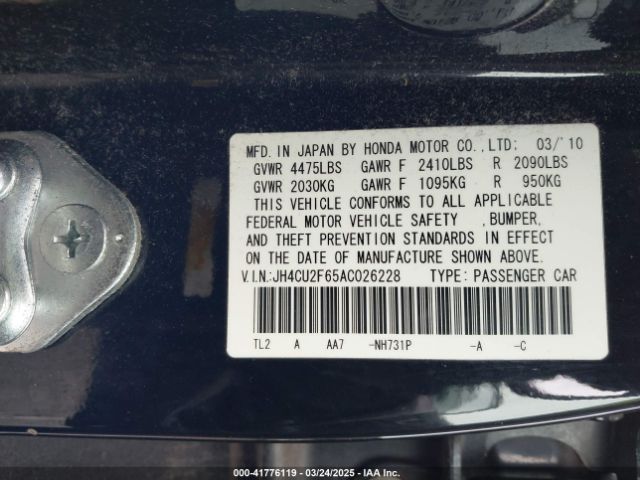 MFD. IN JAPAN BY HONDA MOTOR CO., LTD: 03/'10
GVWR 4475LBS GAWR F 2410LBS R 2090LBS
GVWR 2030KG GAWR F 1095KG R 950KG
THIS VEHICLE CONFORMS TO ALL APPLICABLE
FEDERAL MOTOR VEHICLE SAFETY , BUMPER,
AND THEFT PREVENTION STANDARDS IN EFFECT
ON THE DATE OF MANUFACTURE SHOWN ABOVE.
V.I.N:JH4CU2F65AC026228 TYPE: PASSENGER CAR
TL2 A AA7 -NH731P -A -C
000-41776119 - 03/24/2025 - IAA Inc.